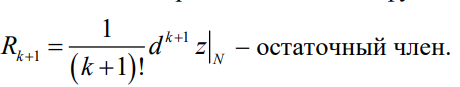 R_{k+1} = \frac{1}{(k+1)!} d^{k+1} z|_N – остаточный член.